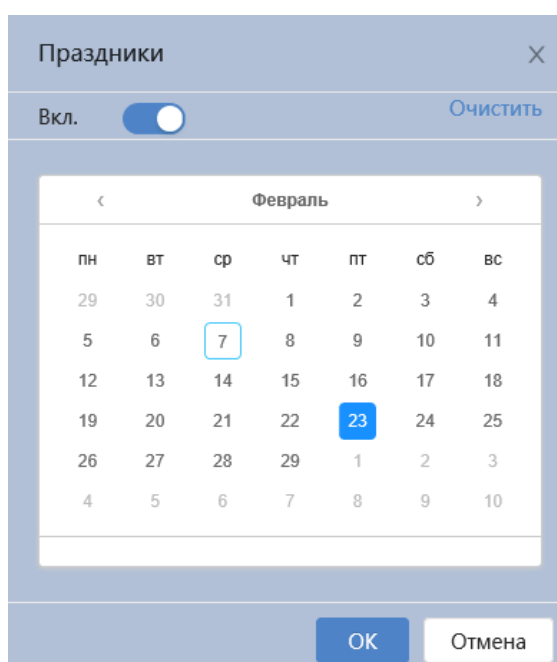 Праздники
Вкл. Очистить
Февраль
пн вт ср чт пт сб вс
29 30 31 1 2 3 4
5 6 7 8 9 10 11
12 13 14 15 16 17 18
19 20 21 22 23 24 25
26 27 28 29 1 2 3
4 5 6 7 8 9 10
OK Отмена